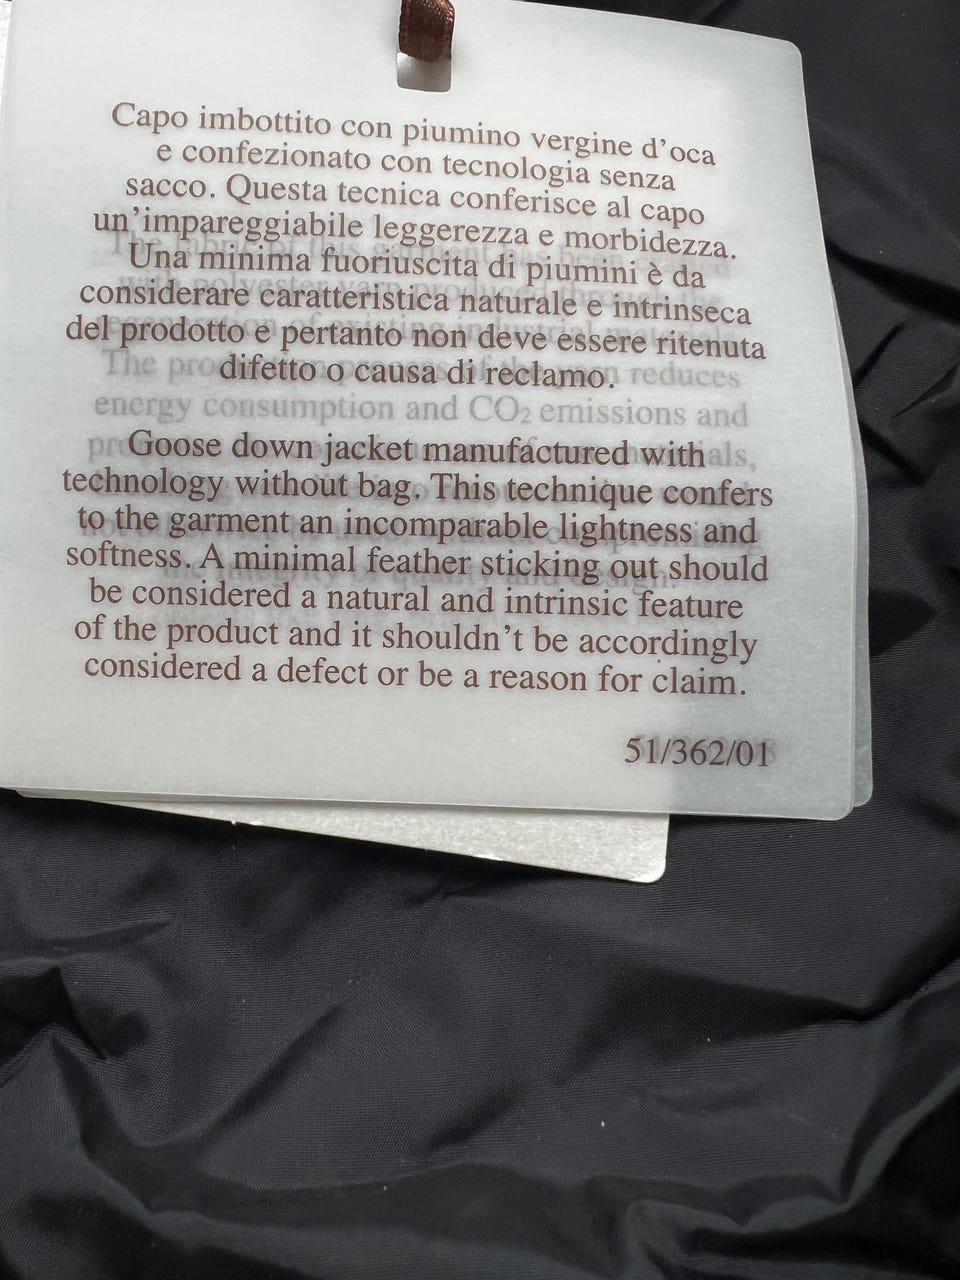 Capo imbottito con piumino vergine d'oca
e confezionato con tecnologia senza
sacco. Questa tecnica conferisce al capo
un'impareggiabile leggerezza e morbidezza.
Una minima fuoriuscita di piumini è da
considerare caratteristica naturale e intrinseca
del prodotto e pertanto non deve essere ritenuta
difetto o causa di reclamo.
reduces
energy consumption and CO2 emissions and
Goose down jacket manufactured with
technology without bag. This technique confers
to the garment an incomparable lightness and
softness. A minimal feather sticking out should
be considered a natural and intrinsic feature
of the product and it shouldn't be accordingly
considered a defect or be a reason for claim.
51/362/01